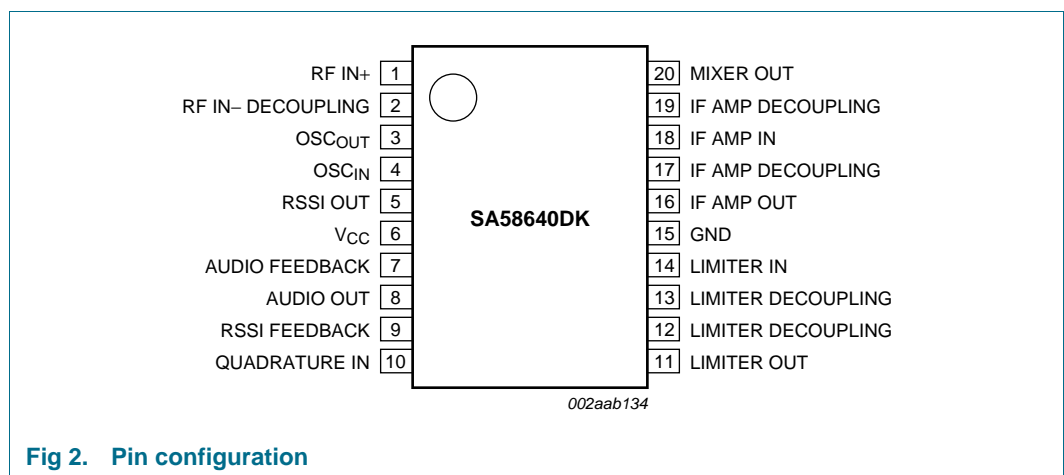 RF IN+ 1
RF IN− DECOUPLING 2
OSCOUT 3
OSCIN 4
RSSI OUT 5
VCC 6
AUDIO FEEDBACK 7
AUDIO OUT 8
RSSI FEEDBACK 9
QUADRATURE IN 10
SA58640DK
20 MIXER OUT
19 IF AMP DECOUPLING
18 IF AMP IN
17 IF AMP DECOUPLING
16 IF AMP OUT
15 GND
14 LIMITER IN
13 LIMITER DECOUPLING
12 LIMITER DECOUPLING
11 LIMITER OUT
002aab134
Fig 2. Pin configuration